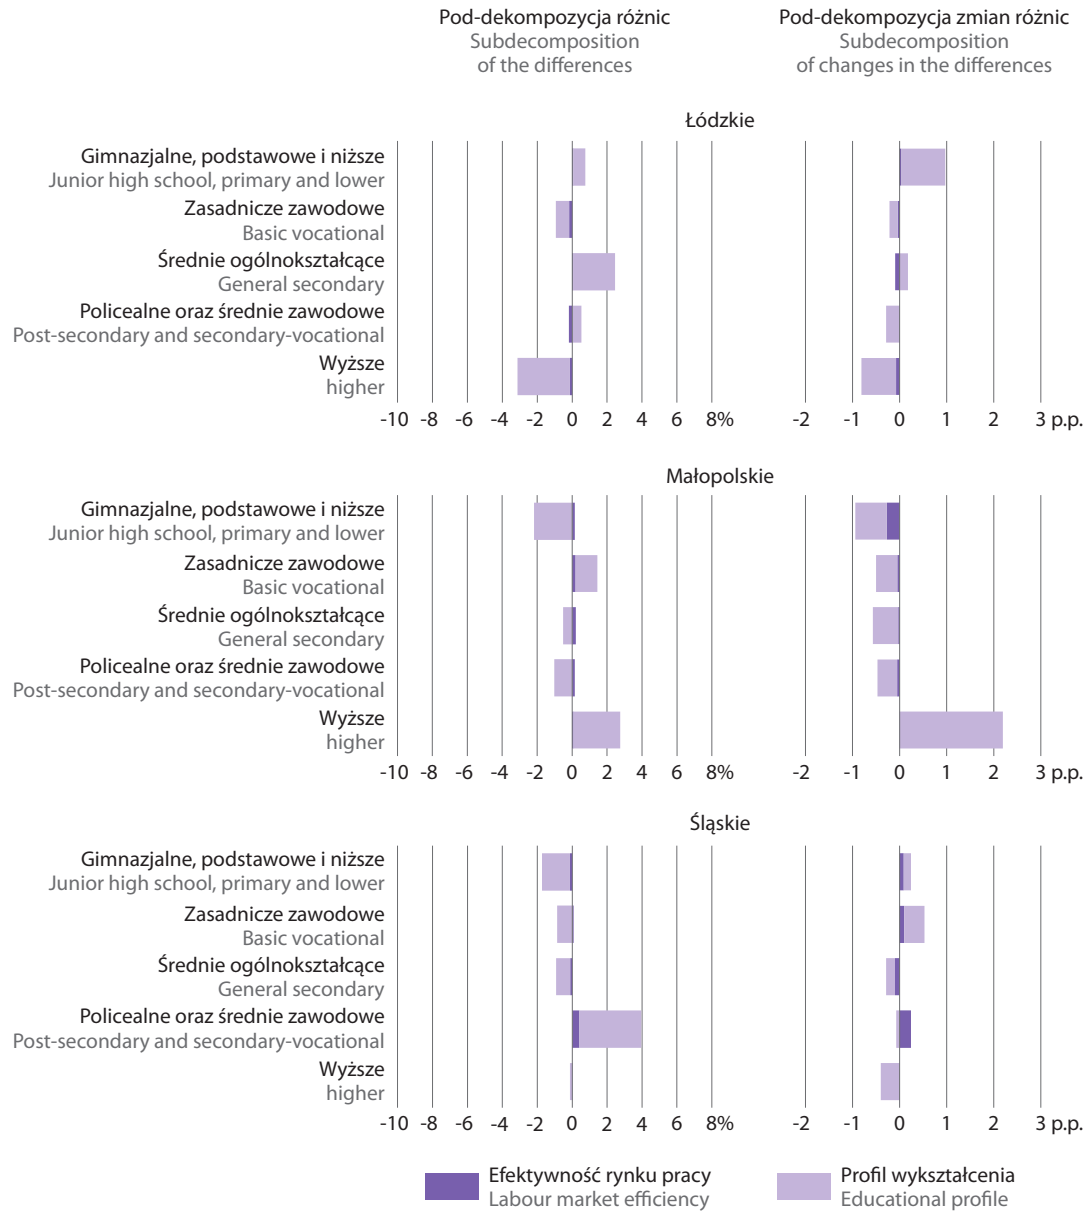 Pod-dekompozycja różnic
Subdecomposition
of the differences
Pod-dekompozycja zmian różnic
Subdecomposition
of changes in the differences
Łódzkie
Gimnazjalne, podstawowe i niższe
Junior high school, primary and lower
Zasadnicze zawodowe
Basic vocational
Średnie ogólnokształcące
General secondary
Policealne oraz średnie zawodowe
Post-secondary and secondary-vocational
Wyższe
higher
-10 -8 -6 -4 -2 0 2 4 6 8%
-2 -1 0 1 2 3 p.p.
Małopolskie
Gimnazjalne, podstawowe i niższe
Junior high school, primary and lower
Zasadnicze zawodowe
Basic vocational
Średnie ogólnokształcące
General secondary
Policealne oraz średnie zawodowe
Post-secondary and secondary-vocational
Wyższe
higher
-10 -8 -6 -4 -2 0 2 4 6 8%
-2 -1 0 1 2 3 p.p.
Śląskie
Gimnazjalne, podstawowe i niższe
Junior high school, primary and lower
Zasadnicze zawodowe
Basic vocational
Średnie ogólnokształcące
General secondary
Policealne oraz średnie zawodowe
Post-secondary and secondary-vocational
Wyższe
higher
-10 -8 -6 -4 -2 0 2 4 6 8%
-2 -1 0 1 2 3 p.p.
Efektywność rynku pracy
Labour market efficiency
Profil wykształcenia
Educational profile